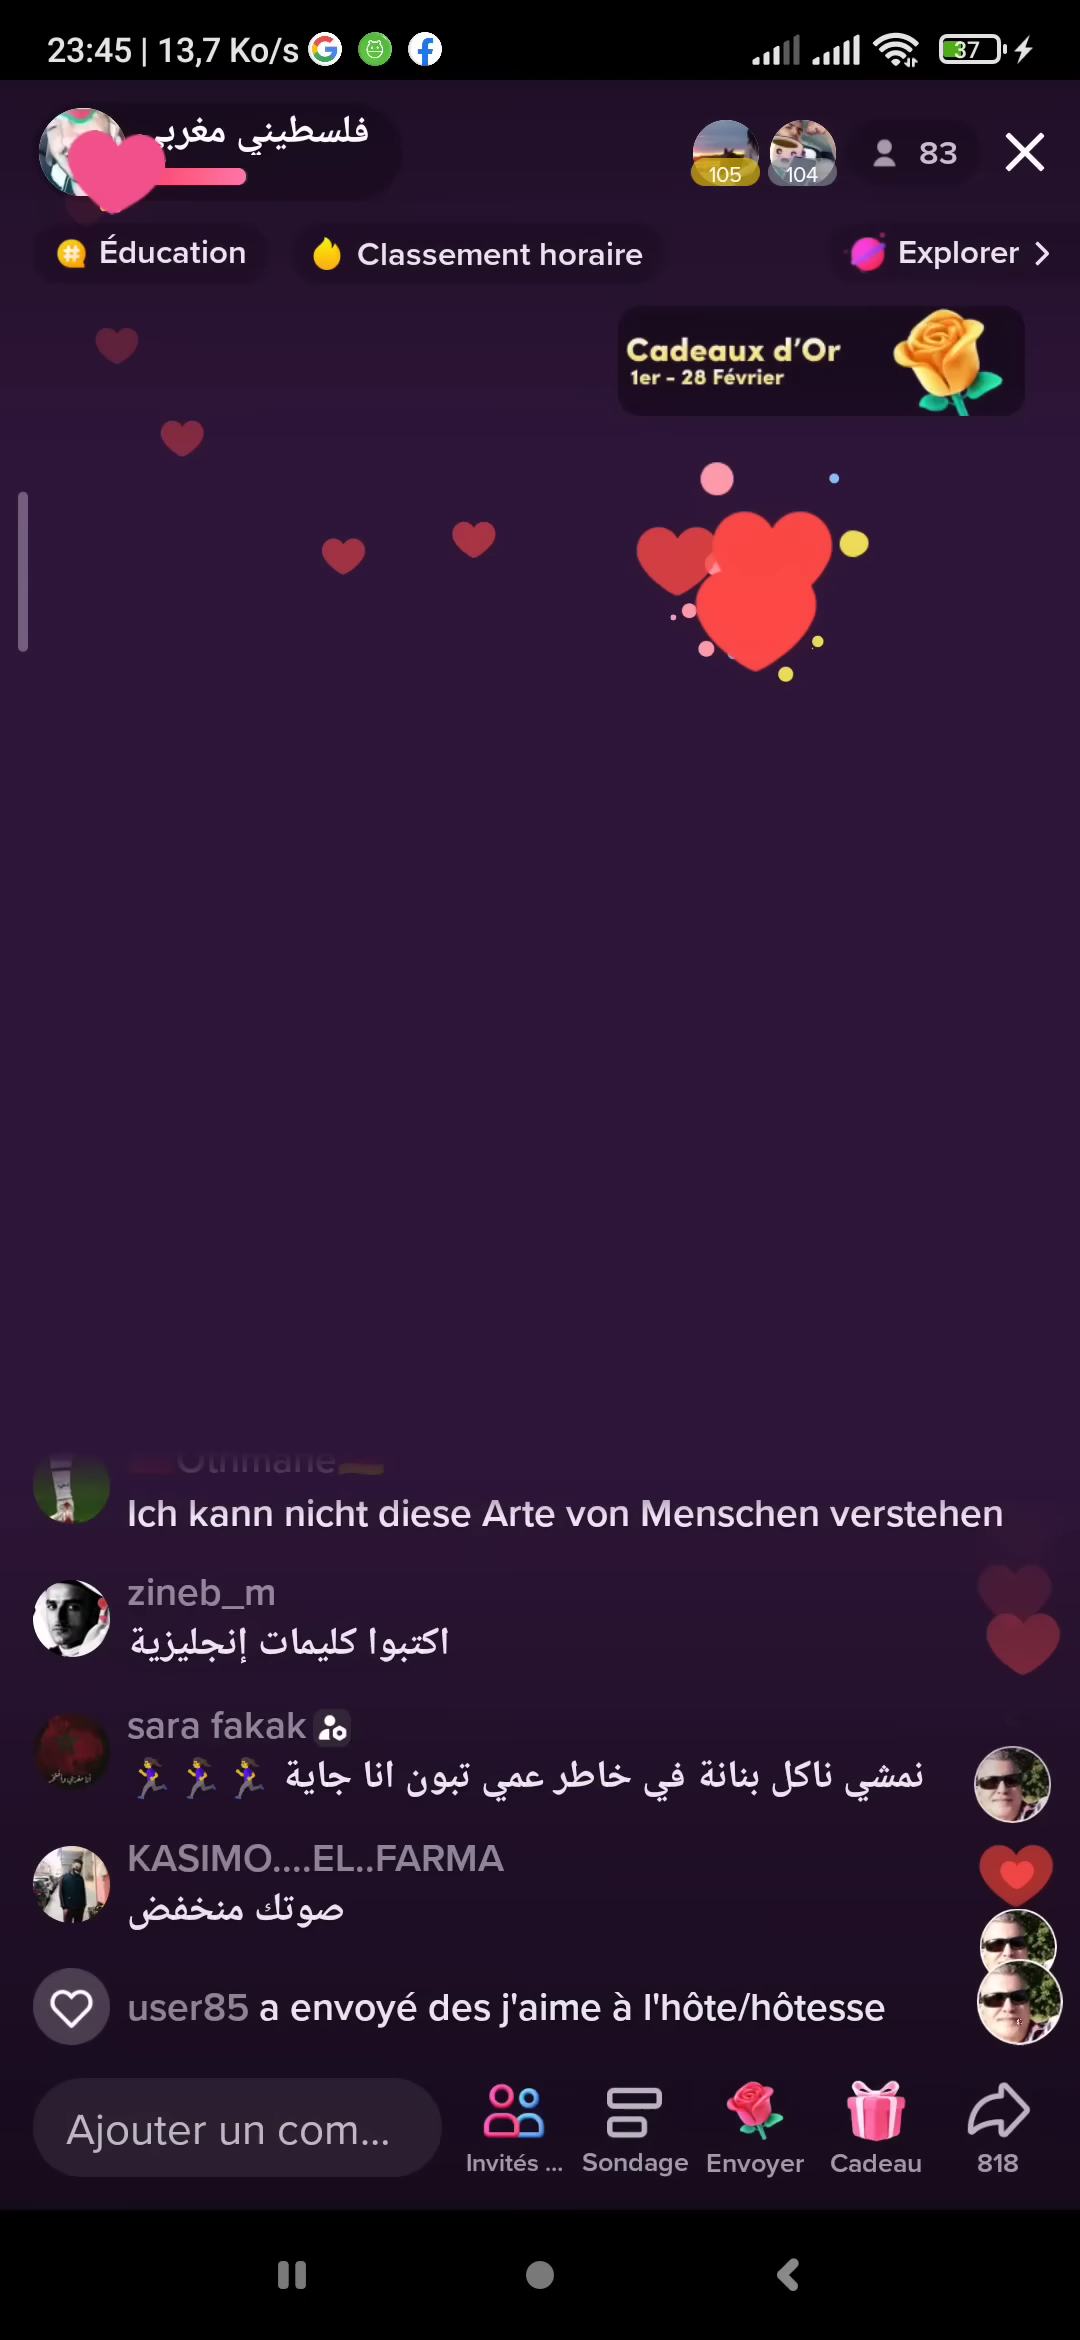 23:45 | 13,7 Ko/s
37
فلسطيني مغربي
105
104
83
Éducation
Classement horaire
Explorer
Cadeaux d'Or
1er - 28 Février
Othmane
Ich kann nicht diese Arte von Menschen verstehen
zineb_m
اكتبوا كليمات إنجليزية
sara fakak
نمشي ناكل بنانة في خاطر عمي تبون انا جاية
KASIMO....EL..FARMA
صوتك منخفض
user85 a envoyé des j'aime à l'hôte/hôtesse
Ajouter un com...
Invités ...
Sondage
Envoyer
Cadeau
818